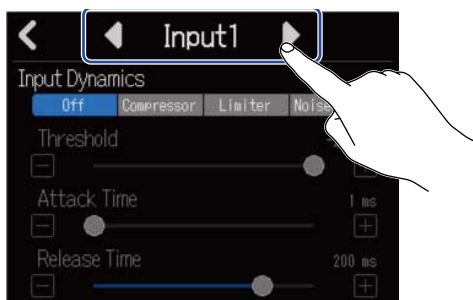 Input1
Input Dynamics
Off Compressor Limiter
Threshold
Attack Time
1 ms
Release Time
200 ms